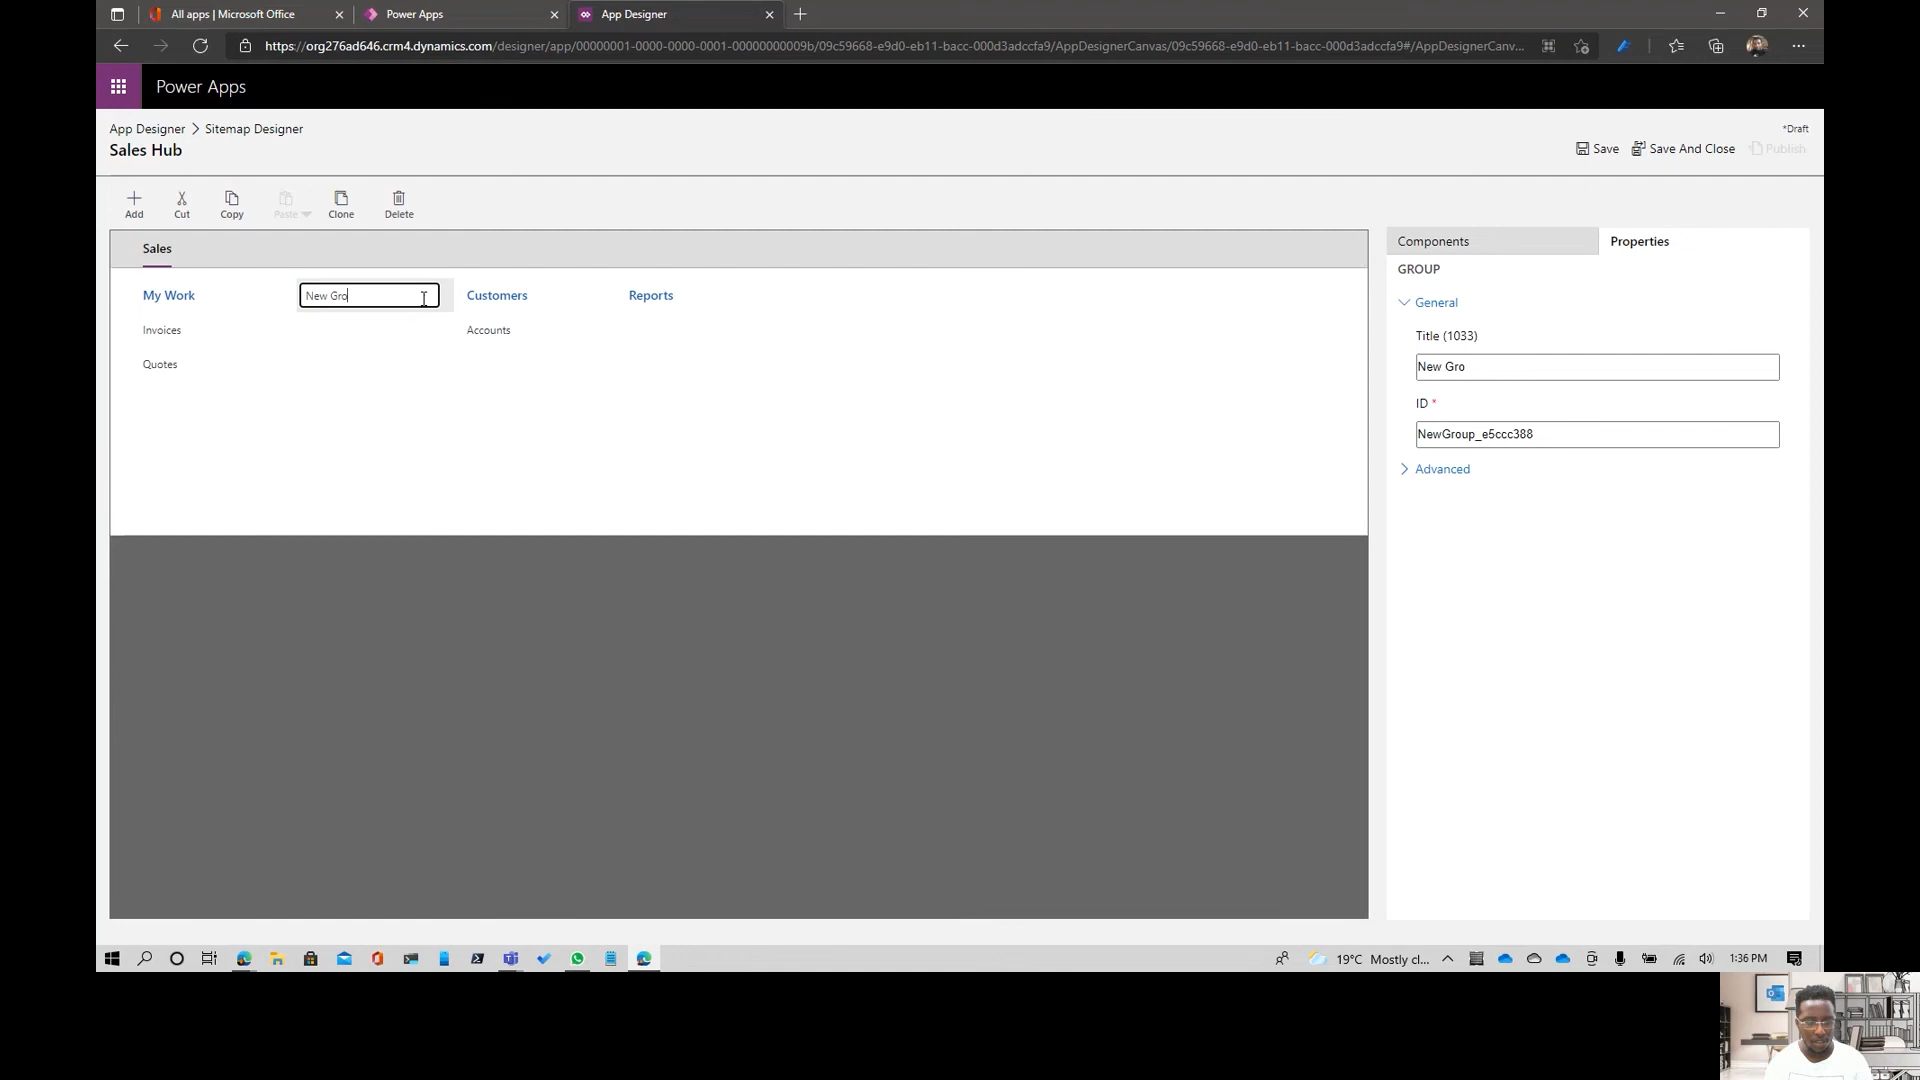 All apps | Microsoft Office
Power Apps
App Designer
https://org276ad646.crm4.dynamics.com/designer/app/00000001-0000-0000-0001-00000000009b/09c59668-e9d0-eb11-bacc-000d3adccfa9/AppDesignerCanvas/09c59668-e9d0-eb11-bacc-000d3adccfa9#/AppDesignerCanv...
Power Apps
App Designer > Sitemap Designer
*Draft
Sales Hub
Save
Save And Close
Publish
Add
Cut
Copy
Paste
Clone
Delete
Sales
Components
Properties
My Work
New Gro
Customers
Reports
Invoices
Accounts
Quotes
GROUP
General
Title (1033)
New Gro
ID *
NewGroup_e5ccc388
Advanced
19°C Mostly cl...
1:36 PM